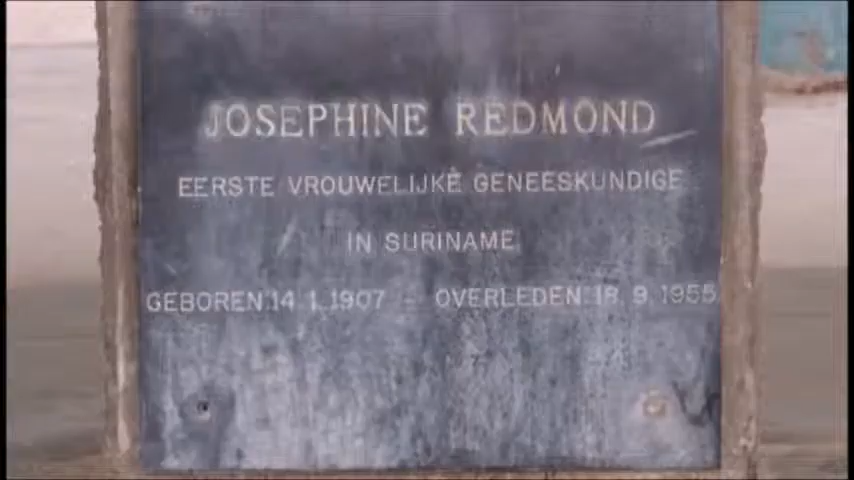 JOSEPHINE REDMOND
EERSTE VROUWELIJKE GENEESKUNDIGE
IN SURINAME
GEBOREN: 14.1.1907 – OVERLEDEN: 18.9.1955